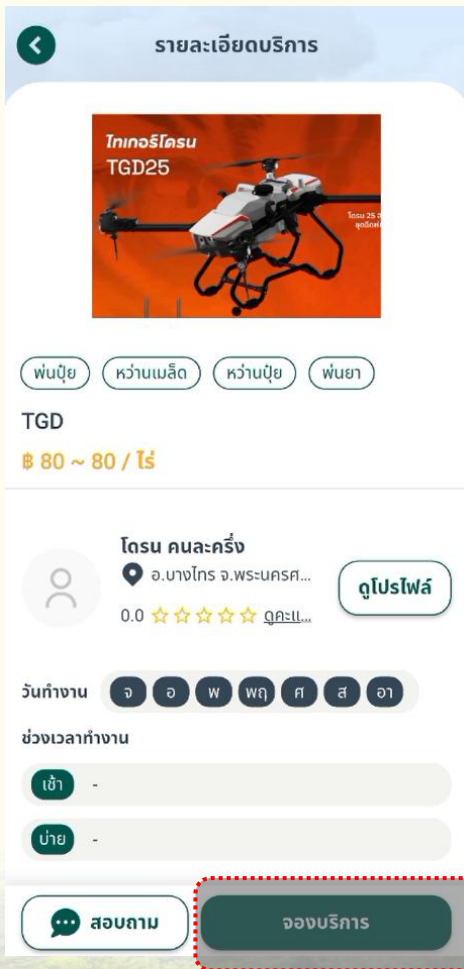 รายละเอียดบริการ
ไทเกอร์โดรน
TGD25
โดรน 25 ล
พ่นปุ๋ย หว่านเมล็ด หว่านปุ๋ย พ่นยา
TGD
฿ 80 ~ 80 / ไร่
โดรน คนละครึ่ง
อ.บางไทร จ.พระนครศ...
0.0 ดูคะแ...
ดูโปรไฟล์
วันทำงาน จ อ พ พฤ ศ ส อา
ช่วงเวลาทำงาน
เช้า -
บ่าย -
สอบถาม จองบริการ